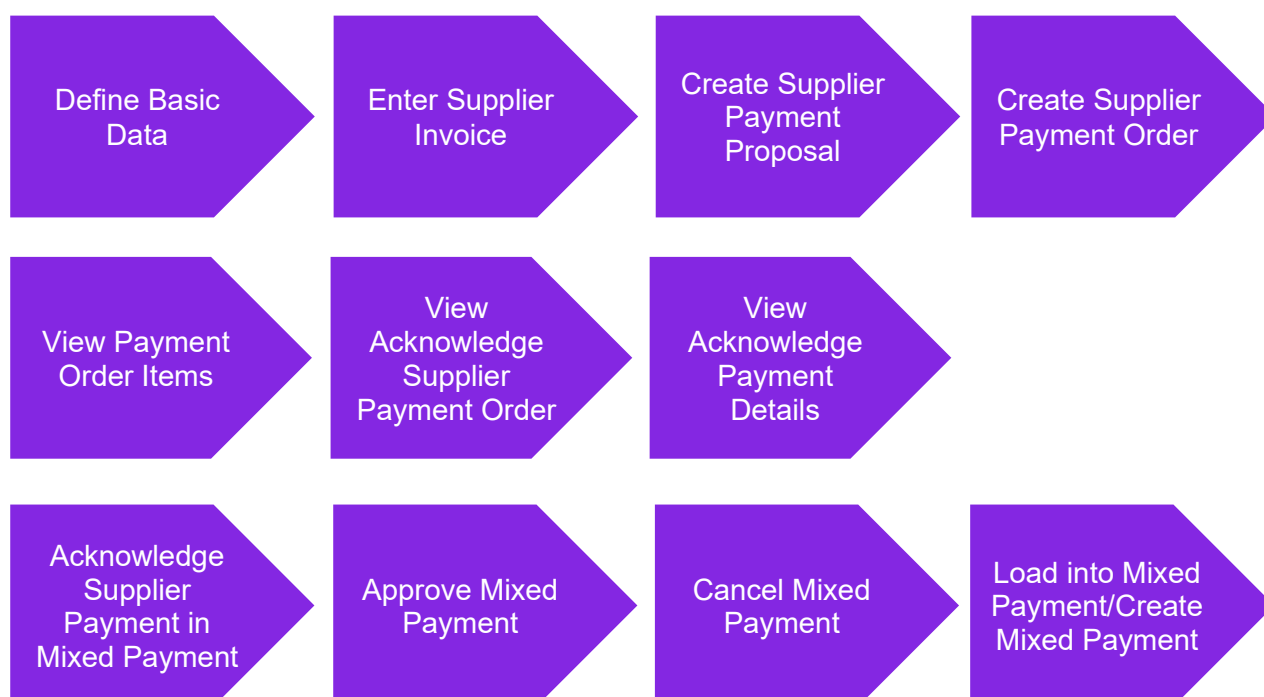 Define Basic
Data
Enter Supplier
Invoice
Create Supplier
Payment
Proposal
Create Supplier
Payment Order
View Payment
Order Items
View
Acknowledge
Supplier
Payment Order
View
Acknowledge
Payment
Details
Acknowledge
Supplier
Payment in
Mixed Payment
Approve Mixed
Payment
Cancel Mixed
Payment
Load into Mixed
Payment/Create
Mixed Payment